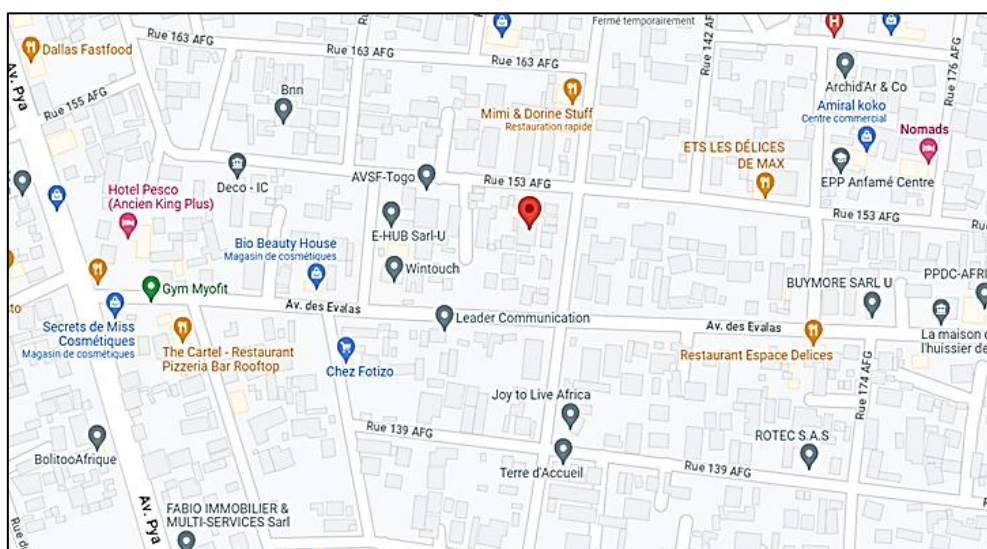 Fermé temporairement
Rue 163 AFG
Dallas Fastfood
Rue 163 AFG
Rue 163 AFG
Rue 142 AFG
Rue 176 AFG
Av. Pya
Rue 155 AFG
Bnn
Archid'Ar & Co
Mimi & Dorine Stuff
Restauration rapide
Amiral koko
Centre commercial
Nomads
ETS LES DÉLICES
DE MAX
Deco - IC
AVSF-Togo
Rue 153 AFG
EPP Anfamé Centre
Hotel Pesco
(Ancien King Plus)
Rue 153 AFG
E-HUB Sarl-U
Bio Beauty House
Magasin de cosmétiques
Wintouch
Gym Myofit
BUYMORE SARL U
PPDC-AFRI
Av. des Evalas
Leader Communication
Av. des Evalas
Secrets de Miss
Cosmétiques
Magasin de cosmétiques
The Cartel - Restaurant
Pizzeria Bar Rooftop
Restaurant Espace Delices
La maison d
l'huissier de
Chez Fotizo
Rue 174 AFG
Joy to Live Africa
Rue 139 AFG
ROTEC S.A.S
BolitooAfrique
Terre d'Accueil
Rue 139 AFG
Av. Pya
FABIO IMMOBILIER &
MULTI-SERVICES Sarl